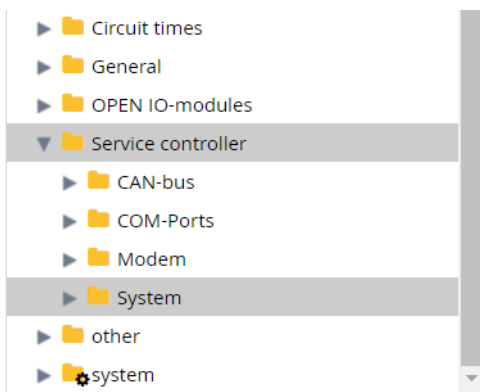 Circuit times
General
OPEN IO-modules
Service controller
CAN-bus
COM-Ports
Modem
System
other
system